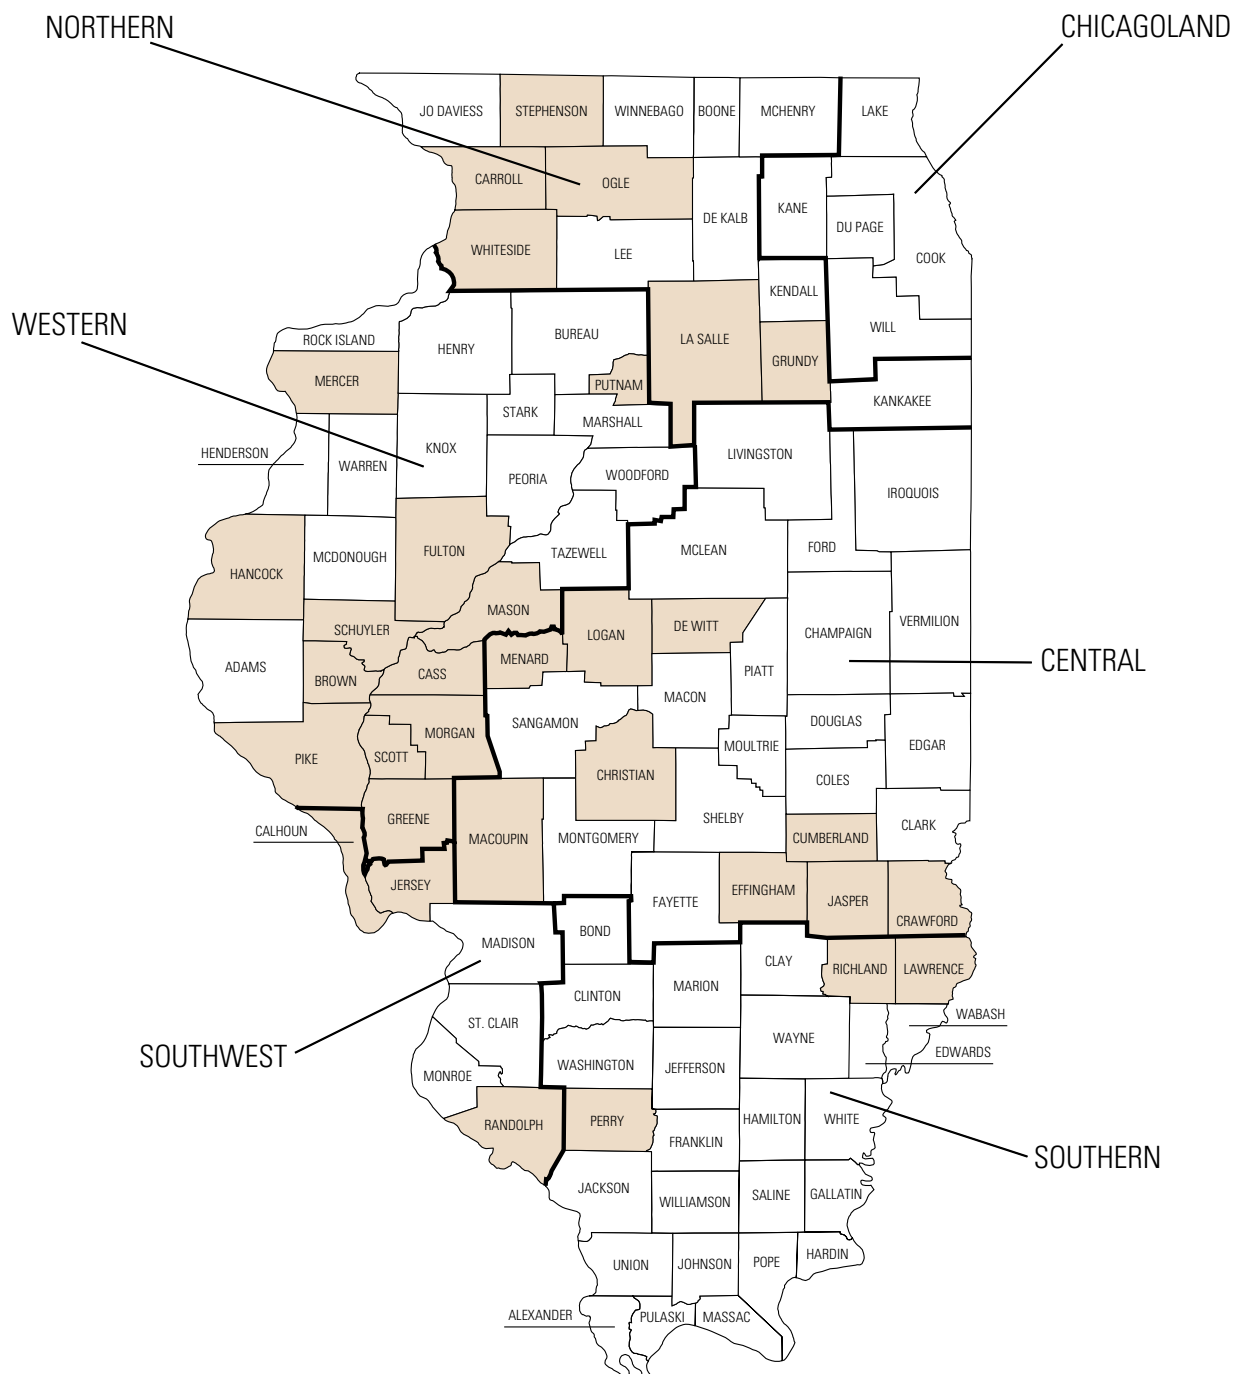 NORTHERN
CHICAGOLAND
JO DAVIESS
STEPHENSON
WINNEBAGO
BOONE
MCHENRY
LAKE
CARROLL
OGLE
DE KALB
KANE
DU PAGE
COOK
WHITESIDE
LEE
KENDALL
WESTERN
ROCK ISLAND
HENRY
BUREAU
LA SALLE
GRUNDY
WILL
MERCER
PUTNAM
KANKAKEE
STARK
MARSHALL
HENDERSON
WARREN
KNOX
PEORIA
WOODFORD
LIVINGSTON
IROQUOIS
HANCOCK
MCDONOUGH
FULTON
TAZEWELL
MCLEAN
FORD
MASON
SCHUYLER
LOGAN
DE WITT
CHAMPAIGN
VERMILION
ADAMS
BROWN
CASS
MENARD
PIATT
CENTRAL
MACON
SANGAMON
DOUGLAS
MORGAN
SCOTT
PIKE
CHRISTIAN
MOULTRIE
EDGAR
COLES
GREENE
CALHOUN
MACOUPIN
MONTGOMERY
SHELBY
CUMBERLAND
CLARK
JERSEY
FAYETTE
EFFINGHAM
JASPER
CRAWFORD
MADISON
BOND
CLAY
RICHLAND
LAWRENCE
CLINTON
MARION
WABASH
ST. CLAIR
WAYNE
EDWARDS
SOUTHWEST
WASHINGTON
JEFFERSON
MONROE
RANDOLPH
PERRY
HAMILTON
WHITE
FRANKLIN
SOUTHERN
JACKSON
WILLIAMSON
SALINE
GALLATIN
UNION
JOHNSON
POPE
HARDIN
ALEXANDER
PULASKI
MASSAC